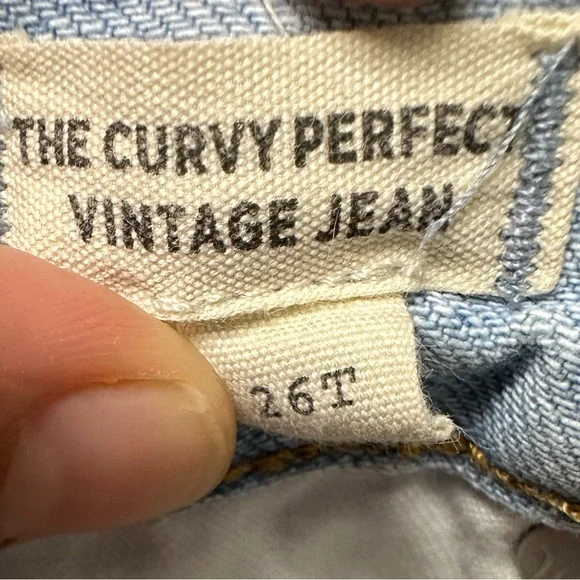 THE CURVY PERFECT
VINTAGE JEAN
26T